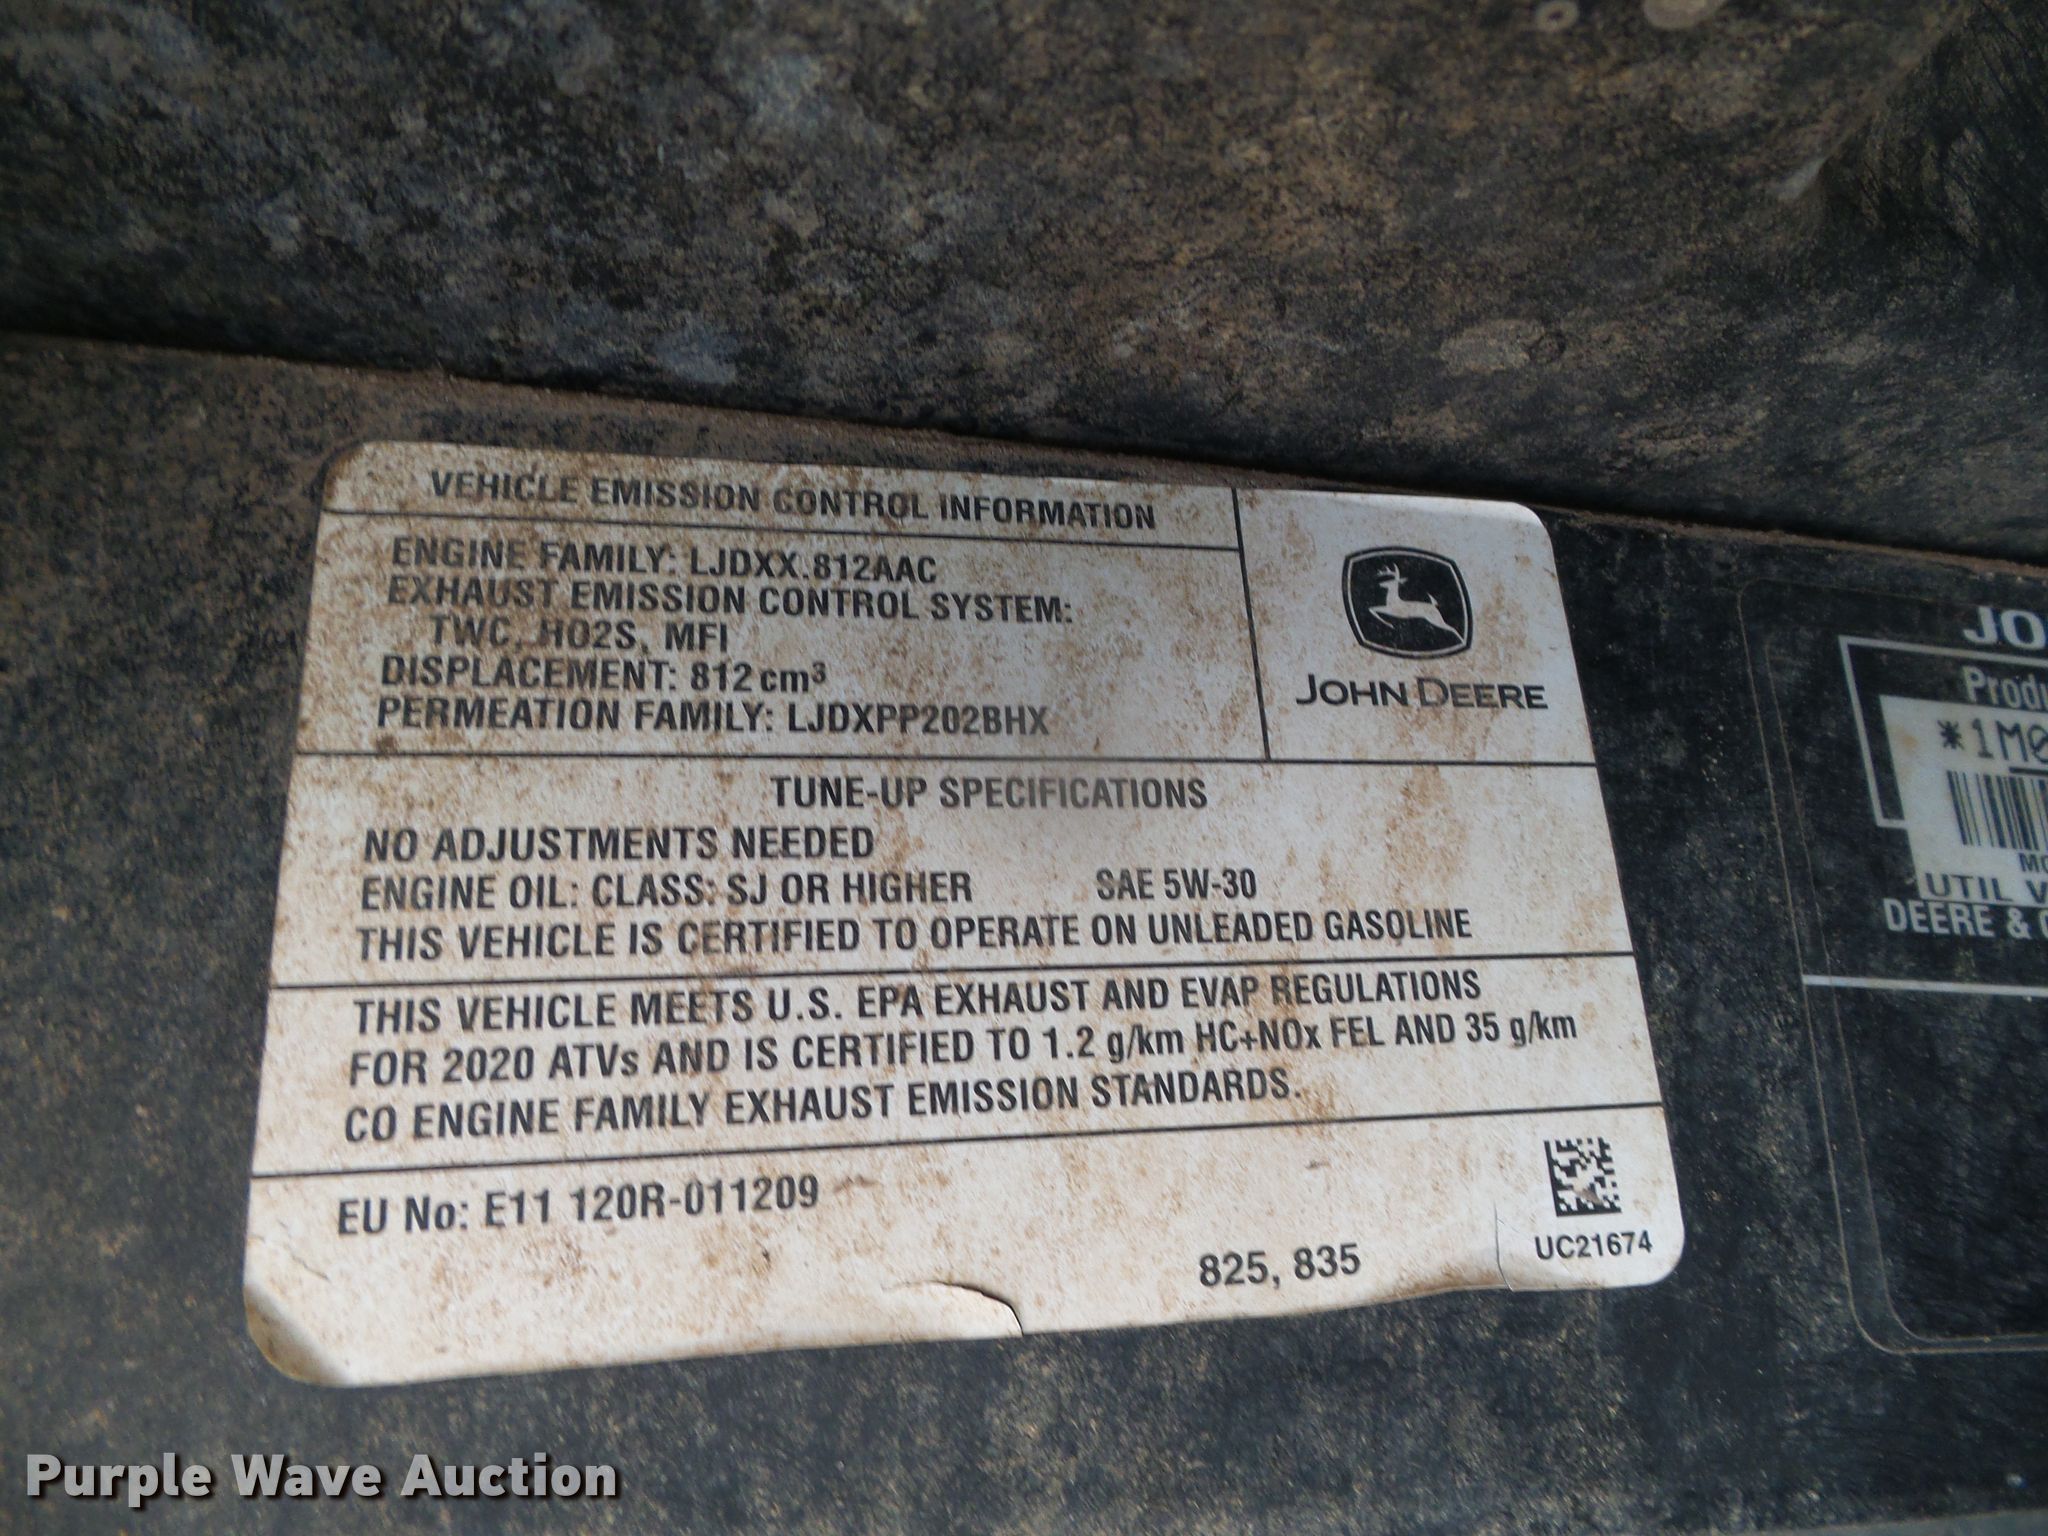 VEHICLE EMISSION CONTROL INFORMATION
ENGINE FAMILY: LJDXX.812AAC
EXHAUST EMISSION CONTROL SYSTEM:
TWC, HO2S, MFI
DISPLACEMENT: 812 cm³
PERMEATION FAMILY: LJDXPP202BHX
JOHN DEERE
TUNE-UP SPECIFICATIONS
NO ADJUSTMENTS NEEDED
ENGINE OIL: CLASS: SJ OR HIGHER SAE 5W-30
THIS VEHICLE IS CERTIFIED TO OPERATE ON UNLEADED GASOLINE
THIS VEHICLE MEETS U.S. EPA EXHAUST AND EVAP REGULATIONS
FOR 2020 ATVs AND IS CERTIFIED TO 1.2 g/km HC+NOx FEL AND 35 g/km
CO ENGINE FAMILY EXHAUST EMISSION STANDARDS.
EU No: E11 120R-011209
825, 835
UC21674
JO
Produ
*1M0
MO
UTIL V
DEERE & C
Purple Wave Auction